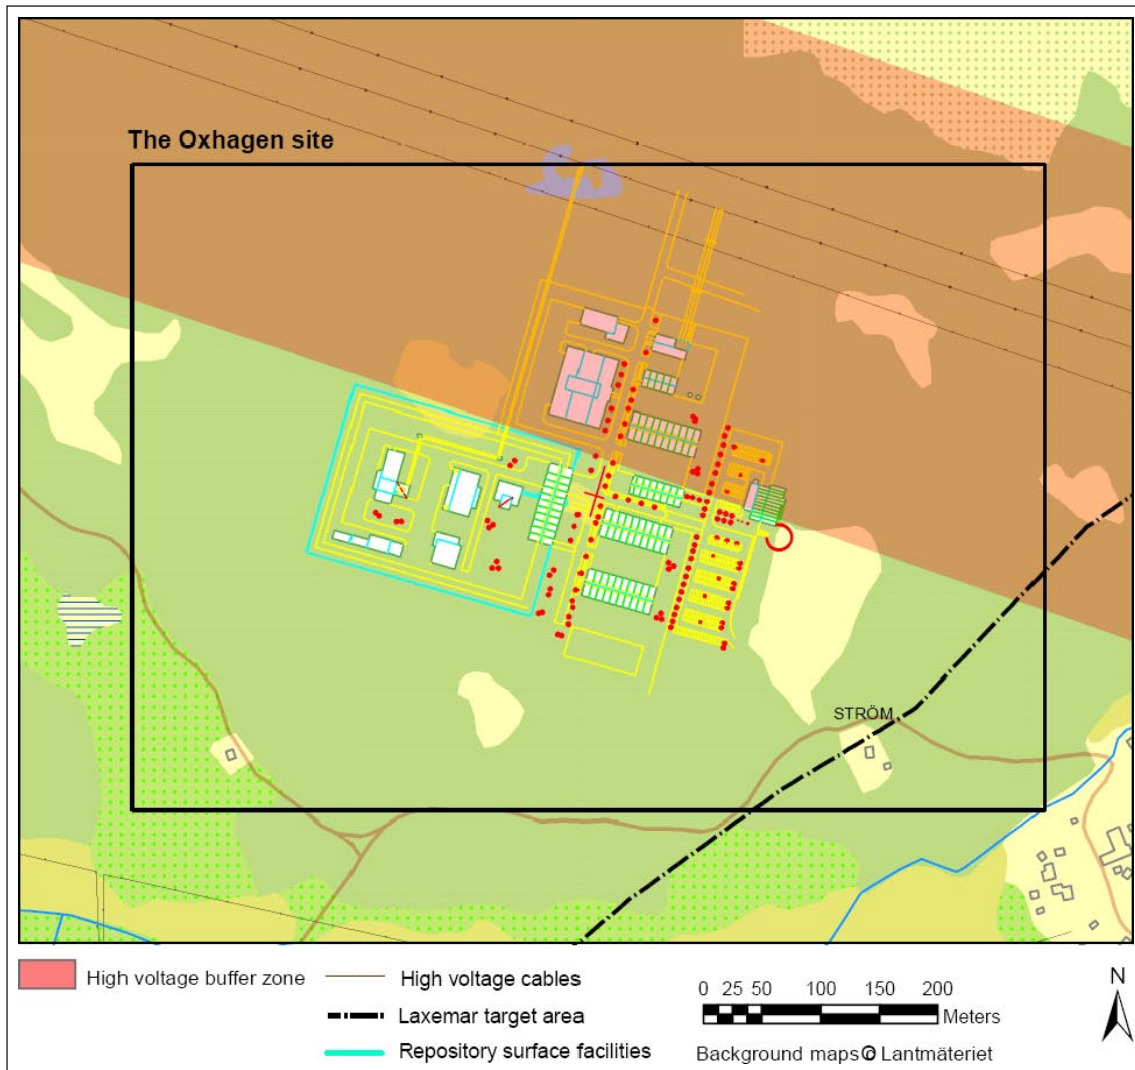 The Oxhagen site
STRÖM
High voltage buffer zone
High voltage cables
Laxemar target area
Repository surface facilities
0 25 50 100 150 200
Meters
Background maps © Lantmäteriet
N